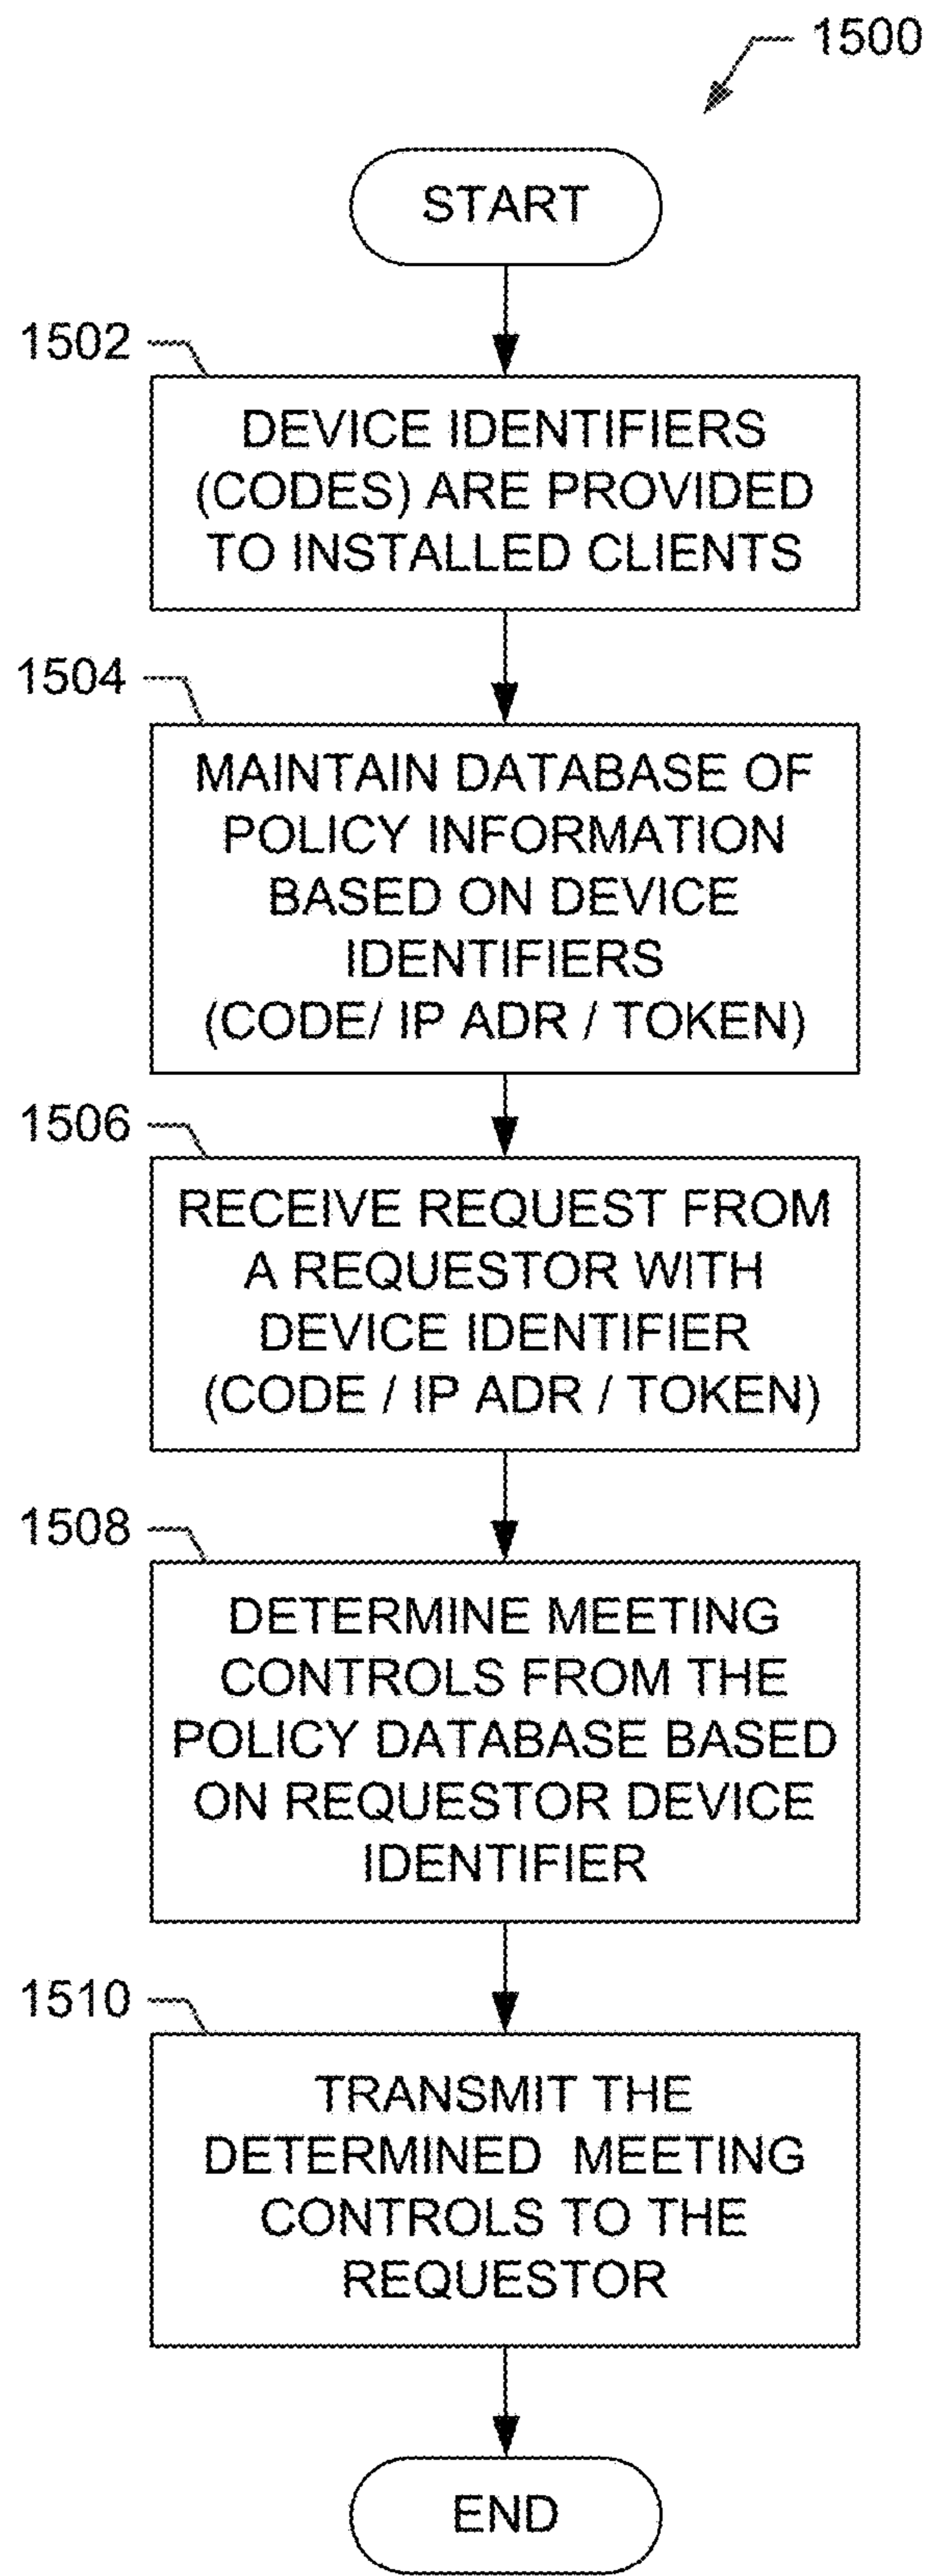 1500
START
1502
DEVICE IDENTIFIERS
(CODES) ARE PROVIDED
TO INSTALLED CLIENTS
1504
MAINTAIN DATABASE OF
POLICY INFORMATION
BASED ON DEVICE
IDENTIFIERS
(CODE/ IP ADR / TOKEN)
1506
RECEIVE REQUEST FROM
A REQUESTOR WITH
DEVICE IDENTIFIER
(CODE / IP ADR / TOKEN)
1508
DETERMINE MEETING
CONTROLS FROM THE
POLICY DATABASE BASED
ON REQUESTOR DEVICE
IDENTIFIER
1510
TRANSMIT THE
DETERMINED  MEETING
CONTROLS TO THE
REQUESTOR
END